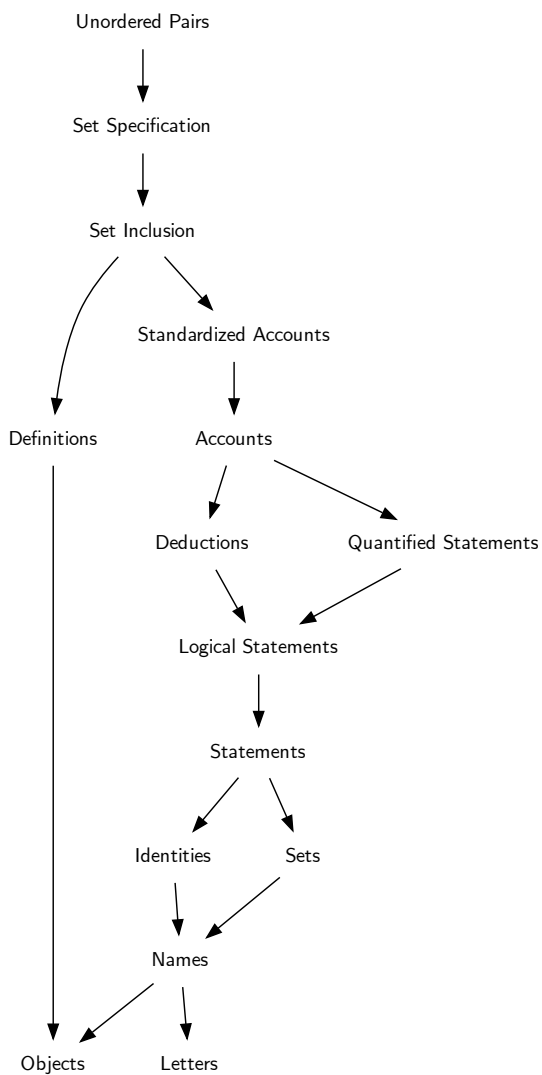 Unordered Pairs
Set Specification
Set Inclusion
Standardized Accounts
Definitions
Accounts
Deductions
Quantified Statements
Logical Statements
Statements
Identities
Sets
Names
Objects
Letters